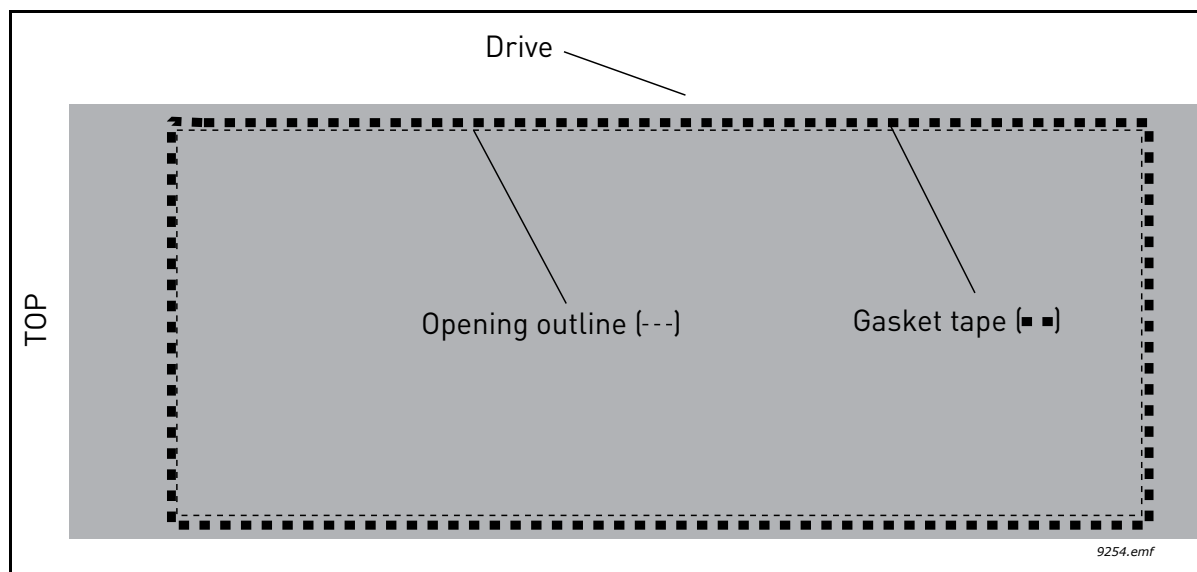 Drive
TOP
Opening outline (---)
Gasket tape (▪ ▪)
9254.emf